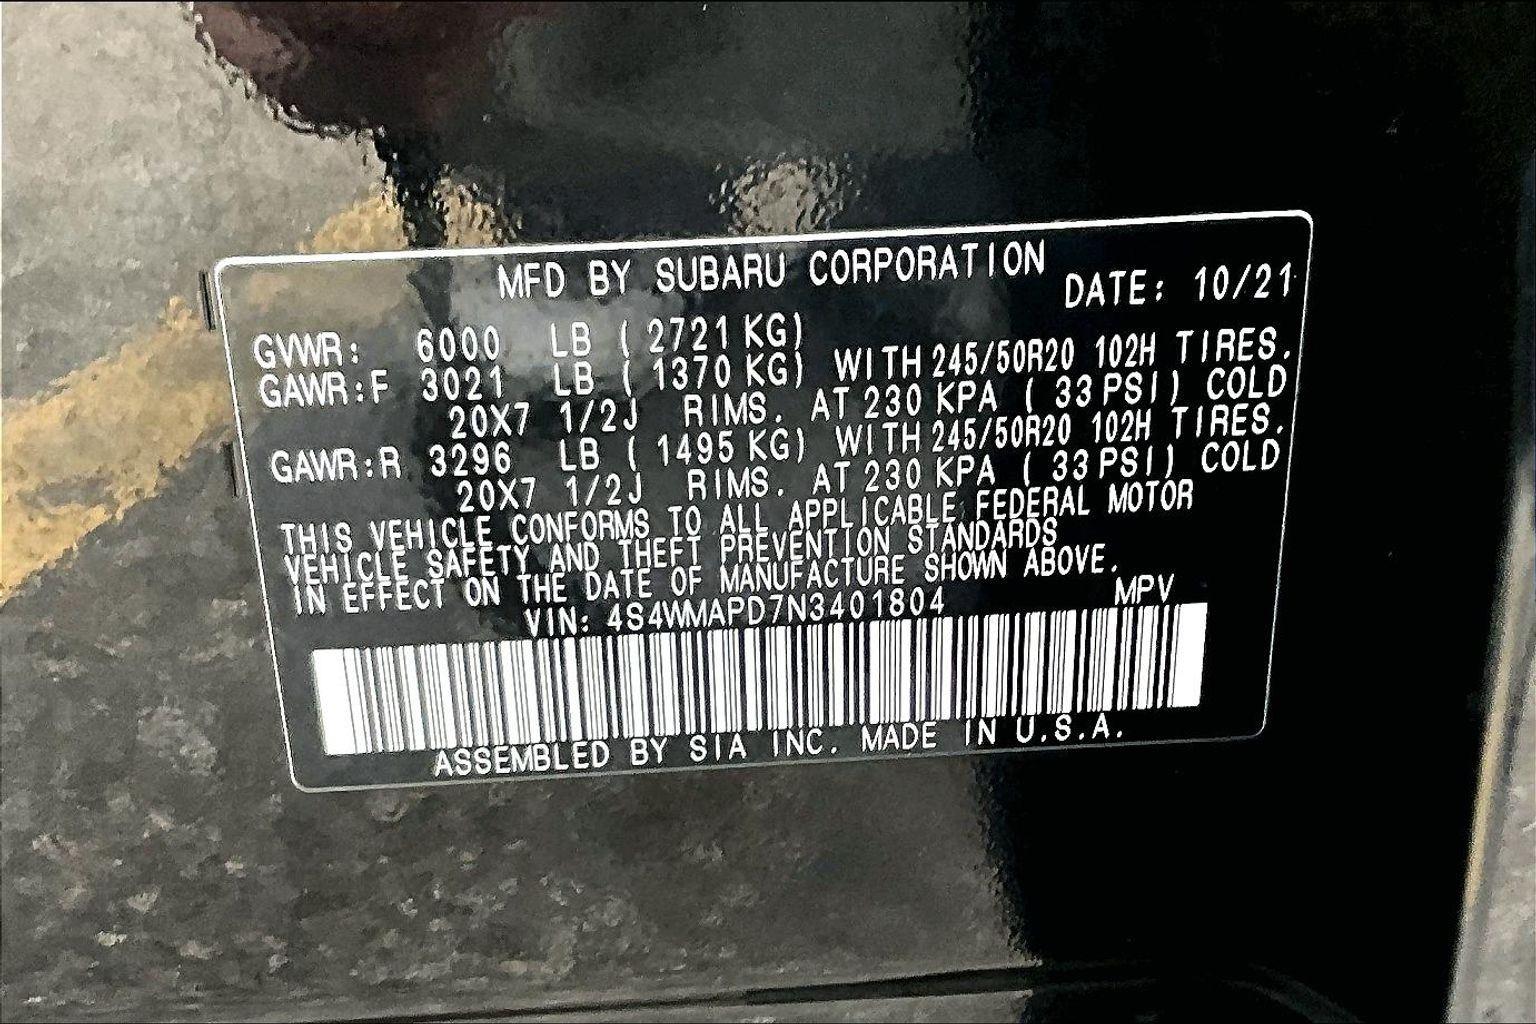 MFD BY SUBARU CORPORATION
DATE: 10/21
GVWR: 6000 LB ( 2721 KG)
GAWR:F 3021 LB ( 1370 KG) WITH 245/50R20 102H TIRES.
20X7 1/2J RIMS. AT 230 KPA ( 33 PSI) COLD
GAWR:R 3296 LB ( 1495 KG) WITH 245/50R20 102H TIRES.
20X7 1/2J RIMS. AT 230 KPA ( 33 PSI) COLD
THIS VEHICLE CONFORMS TO ALL APPLICABLE FEDERAL MOTOR
VEHICLE SAFETY AND THEFT PREVENTION STANDARDS
IN EFFECT ON THE DATE OF MANUFACTURE SHOWN ABOVE.
VIN: 4S4WMAPD7N3401804 MPV
ASSEMBLED BY SIA INC. MADE IN U.S.A.